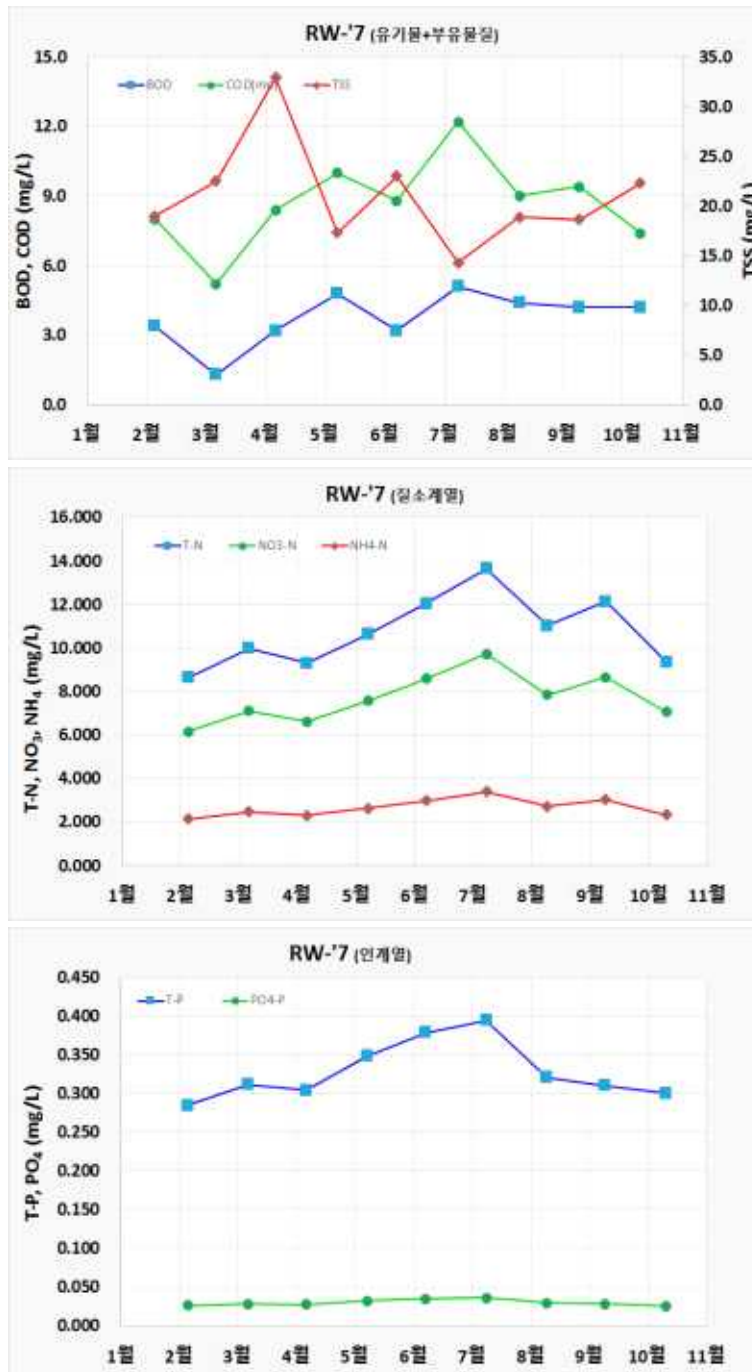 RW-'7 (유기물+부유물질)
BOD
TSS
15.0
12.0
9.0
6.0
3.0
0.0
35.0
30.0
25.0
20.0
15.0
10.0
5.0
0.0
BOD, COD (mg/L)
TSS (mg/L)
1월 2월 3월 4월 5월 6월 7월 8월 9월 10월 11월
RW-'7 (질소계열)
T-N NO3-N NH4-N
16.000
14.000
12.000
10.000
8.000
6.000
4.000
2.000
0.000
T-N, NO₃, NH₄ (mg/L)
1월 2월 3월 4월 5월 6월 7월 8월 9월 10월 11월
RW-'7 (인계열)
T-P PO4-P
0.450
0.400
0.350
0.300
0.250
0.200
0.150
0.100
0.050
0.000
T-P, PO₄ (mg/L)
1월 2월 3월 4월 5월 6월 7월 8월 9월 10월 11월